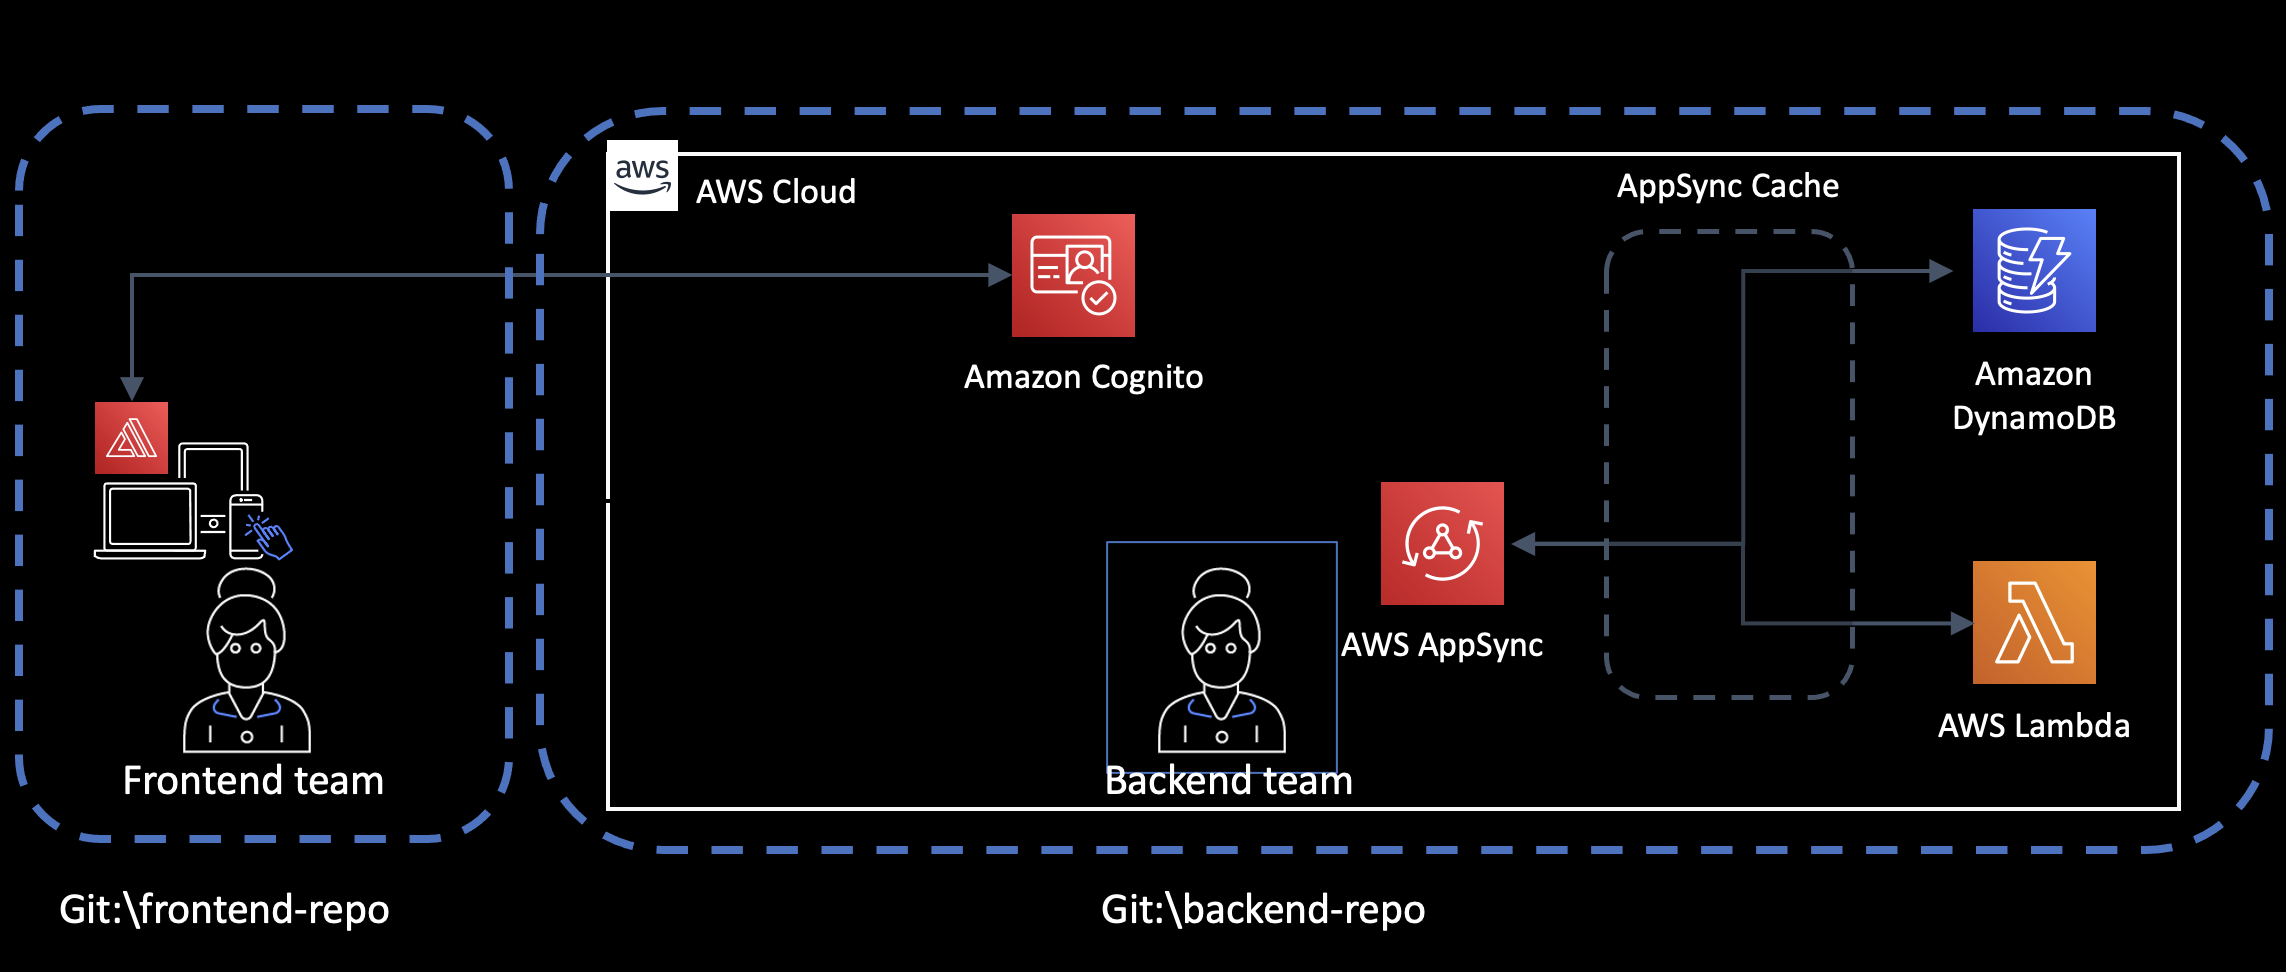 aws
AWS Cloud
AppSync Cache
Amazon Cognito
Amazon
DynamoDB
AWS AppSync
AWS Lambda
Frontend team
Backend team
Git:\frontend-repo
Git:\backend-repo